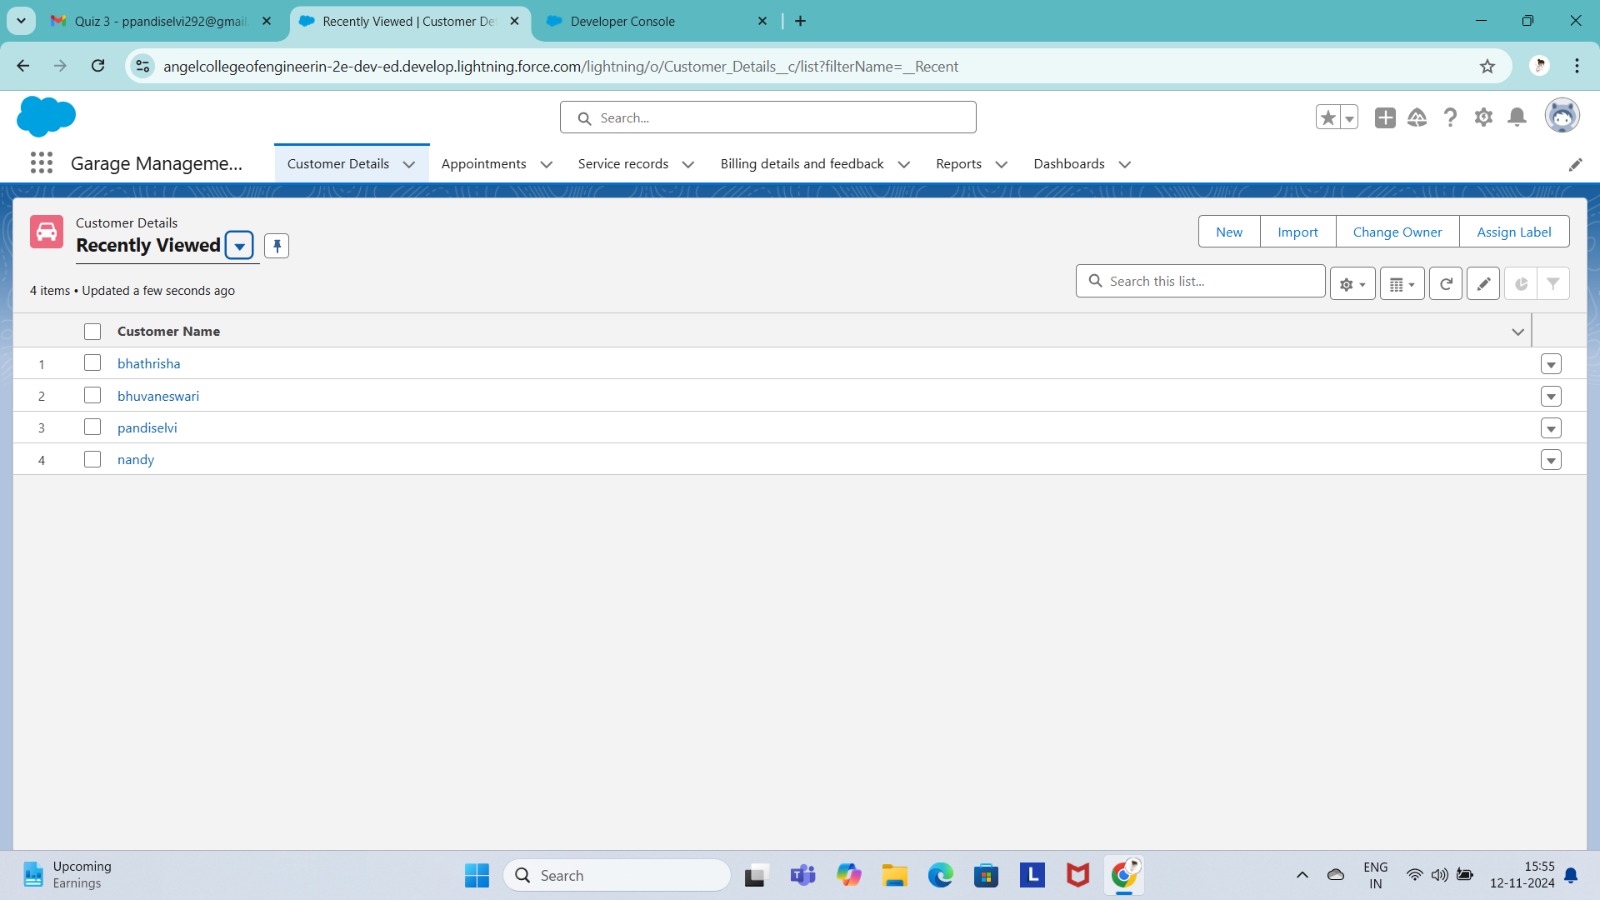 Quiz 3 - ppandiselvi292@gmail
Recently Viewed | Customer De
Developer Console
angelcollegeofengineerin-2e-dev-ed.develop.lightning.force.com/lightning/o/Customer_Details__c/list?filterName=__Recent
Search...
Garage Manageme...
Customer Details
Appointments
Service records
Billing details and feedback
Reports
Dashboards
Customer Details
Recently Viewed
New
Import
Change Owner
Assign Label
4 items • Updated a few seconds ago
Search this list...
Customer Name
1 bhathrisha
2 bhuvaneswari
3 pandiselvi
4 nandy
Upcoming
Earnings
Search
L
ENG
IN
15:55
12-11-2024